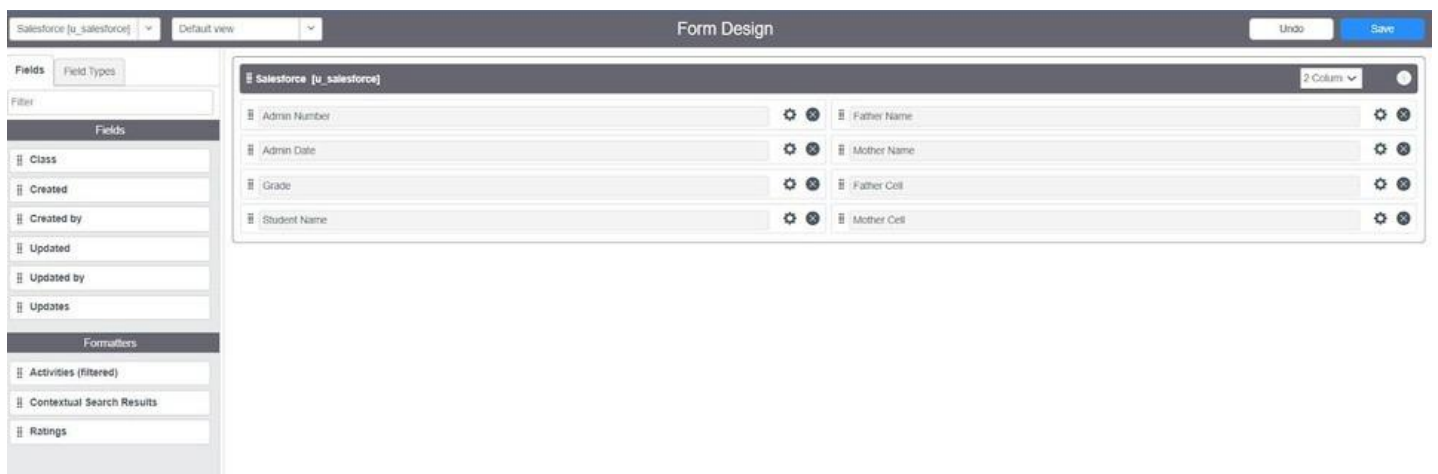 Salesforce [u_salesforce] Default view Form Design Undo Save
Fields Field Types
Filter
Fields
Class
Created
Created by
Updated
Updated by
Updates
Formatters
Activities (filtered)
Contextual Search Results
Ratings
Salesforce [u_salesforce] 2 Colum
Admin Number Father Name
Admin Date Mother Name
Grade Father Cell
Student Name Mother Cell